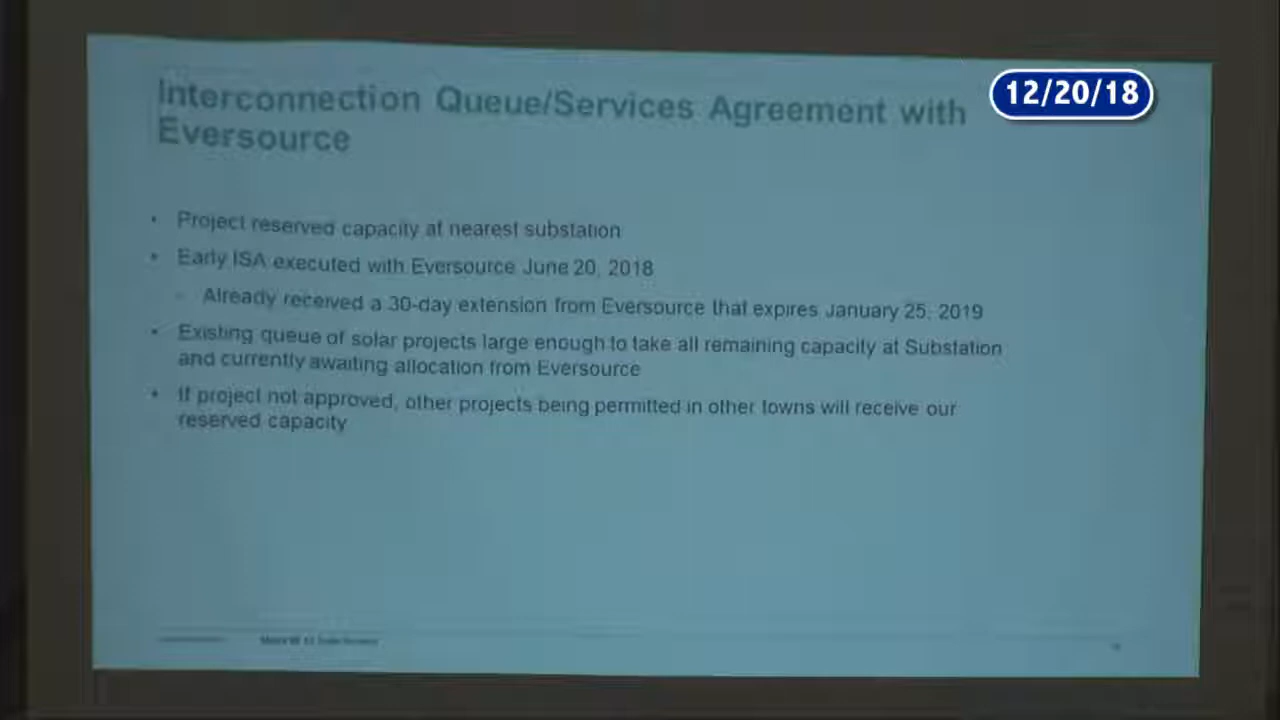 12/20/18
Interconnection Queue/Services Agreement with
Eversource
• Project reserved capacity at nearest substation
• Early ISA executed with Eversource June 20, 2018
- Already received a 30-day extension from Eversource that expires January 25, 2019
• Existing queue of solar projects large enough to take all remaining capacity at Substation
and currently awaiting allocation from Eversource
• If project not approved, other projects being permitted in other towns will receive our
reserved capacity